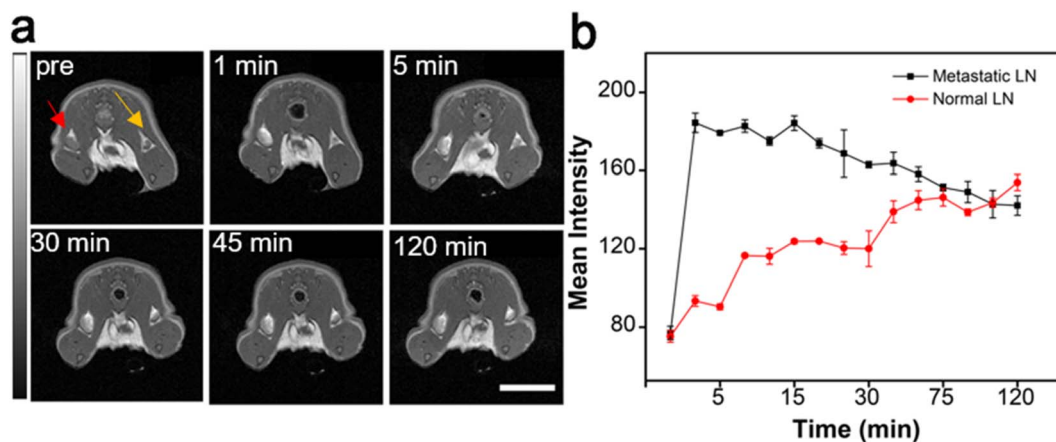 a
pre
1 min
5 min
30 min
45 min
120 min
b
Metastatic LN
Normal LN
Mean Intensity
200
160
120
80
5
15
30
75
120
Time (min)